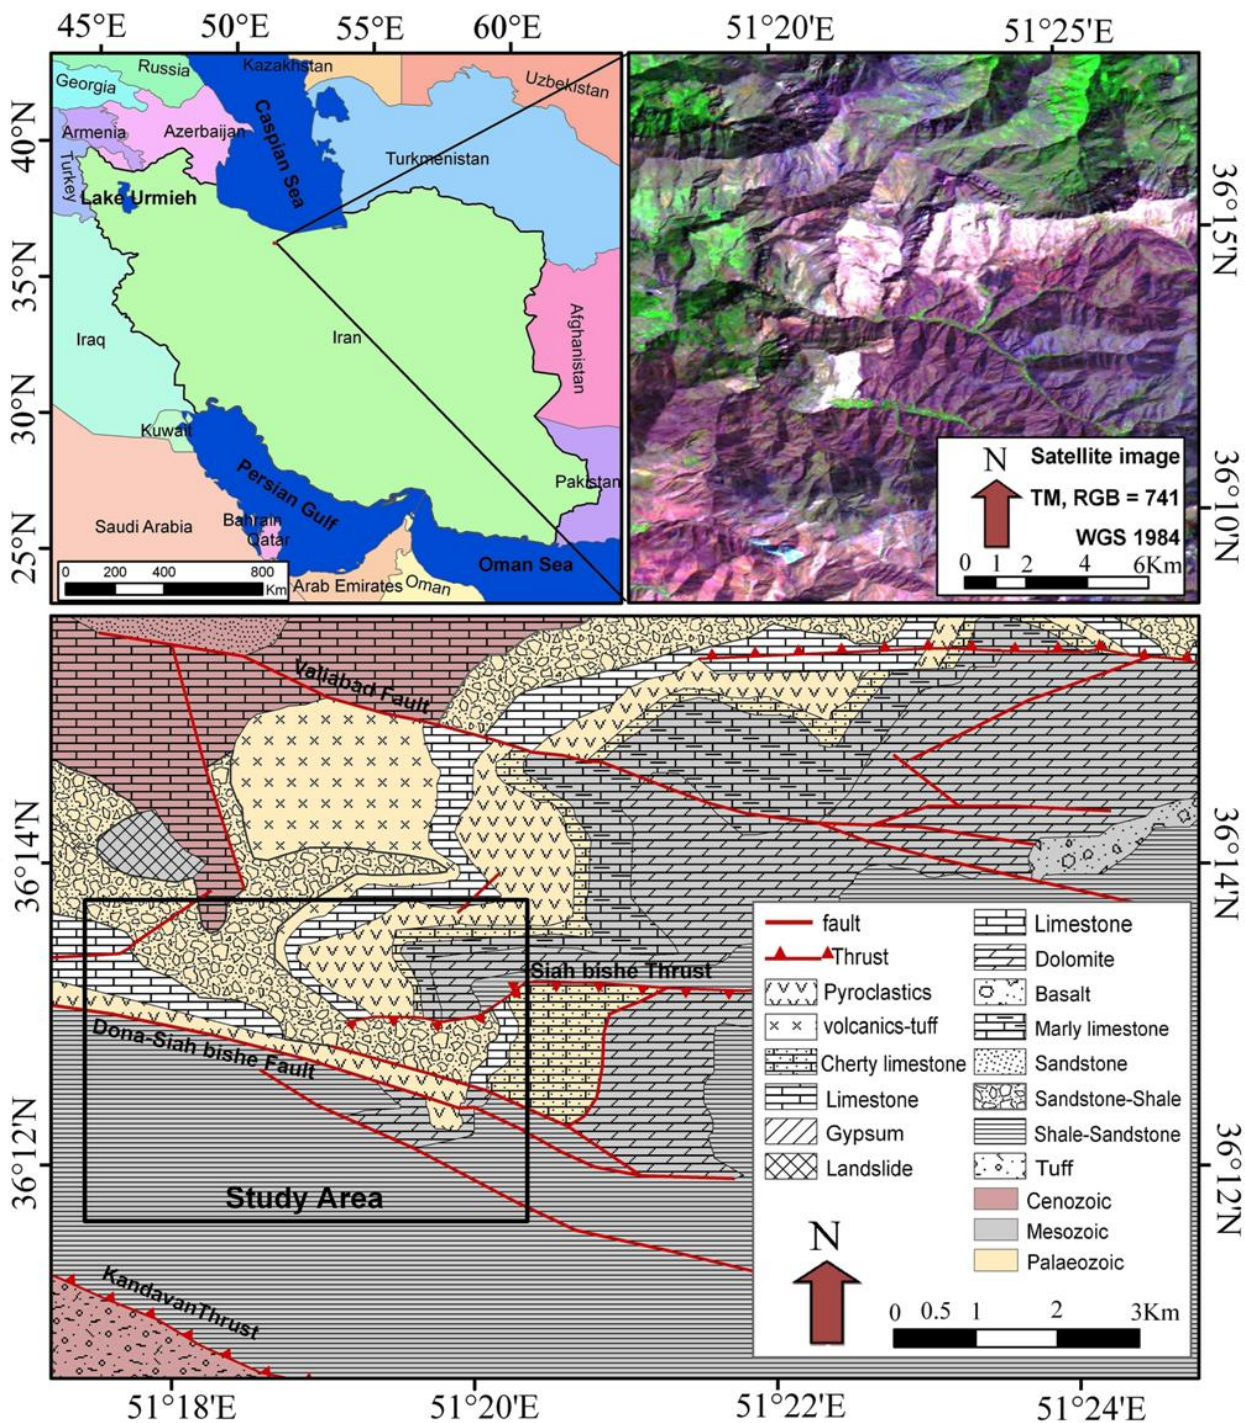 45°E 50°E 55°E 60°E
51°20'E 51°25'E
40°N
35°N
30°N
25°N
Russia
Kazakhstan
Georgia
Uzbekistan
Armenia
Azerbaijan
Caspian Sea
Turkey
Turkmenistan
Lake Urmieh
Iraq
Iran
Afghanistan
Kuwait
Persian Gulf
Pakistan
Saudi Arabia
Bahrain
Qatar
Oman Sea
Arab Emirates
Oman
0 200 400 800
Km
36°15'N
36°10'N
N
Satellite image
TM, RGB = 741
WGS 1984
0 1 2 4 6Km
Valiabad Fault
36°14'N
36°12'N
Siah bishe Thrust
Dona-Siah bishe Fault
Study Area
Kandavan Thrust
fault
Thrust
Pyroclastics
volcanics-tuff
Cherty limestone
Limestone
Gypsum
Landslide
Limestone
Dolomite
Basalt
Marly limestone
Sandstone
Sandstone-Shale
Shale-Sandstone
Tuff
Cenozoic
Mesozoic
Palaeozoic
N
0 0.5 1 2 3Km
36°14'N
36°12'N
51°18'E 51°20'E 51°22'E 51°24'E